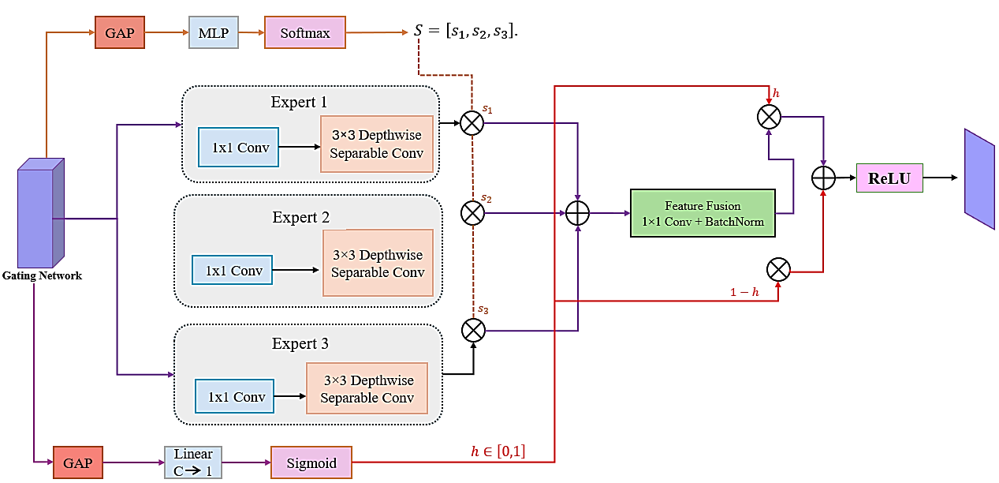 GAP
MLP
Softmax
S = [s₁, s₂, s₃].
Expert 1
1x1 Conv
3×3 Depthwise
Separable Conv
s₁
h
Expert 2
1x1 Conv
3×3 Depthwise
Separable Conv
s₂
Feature Fusion
1×1 Conv + BatchNorm
ReLU
Gating Network
1 − h
s₃
Expert 3
1x1 Conv
3×3 Depthwise
Separable Conv
GAP
Linear
C → 1
Sigmoid
h ∈ [0,1]